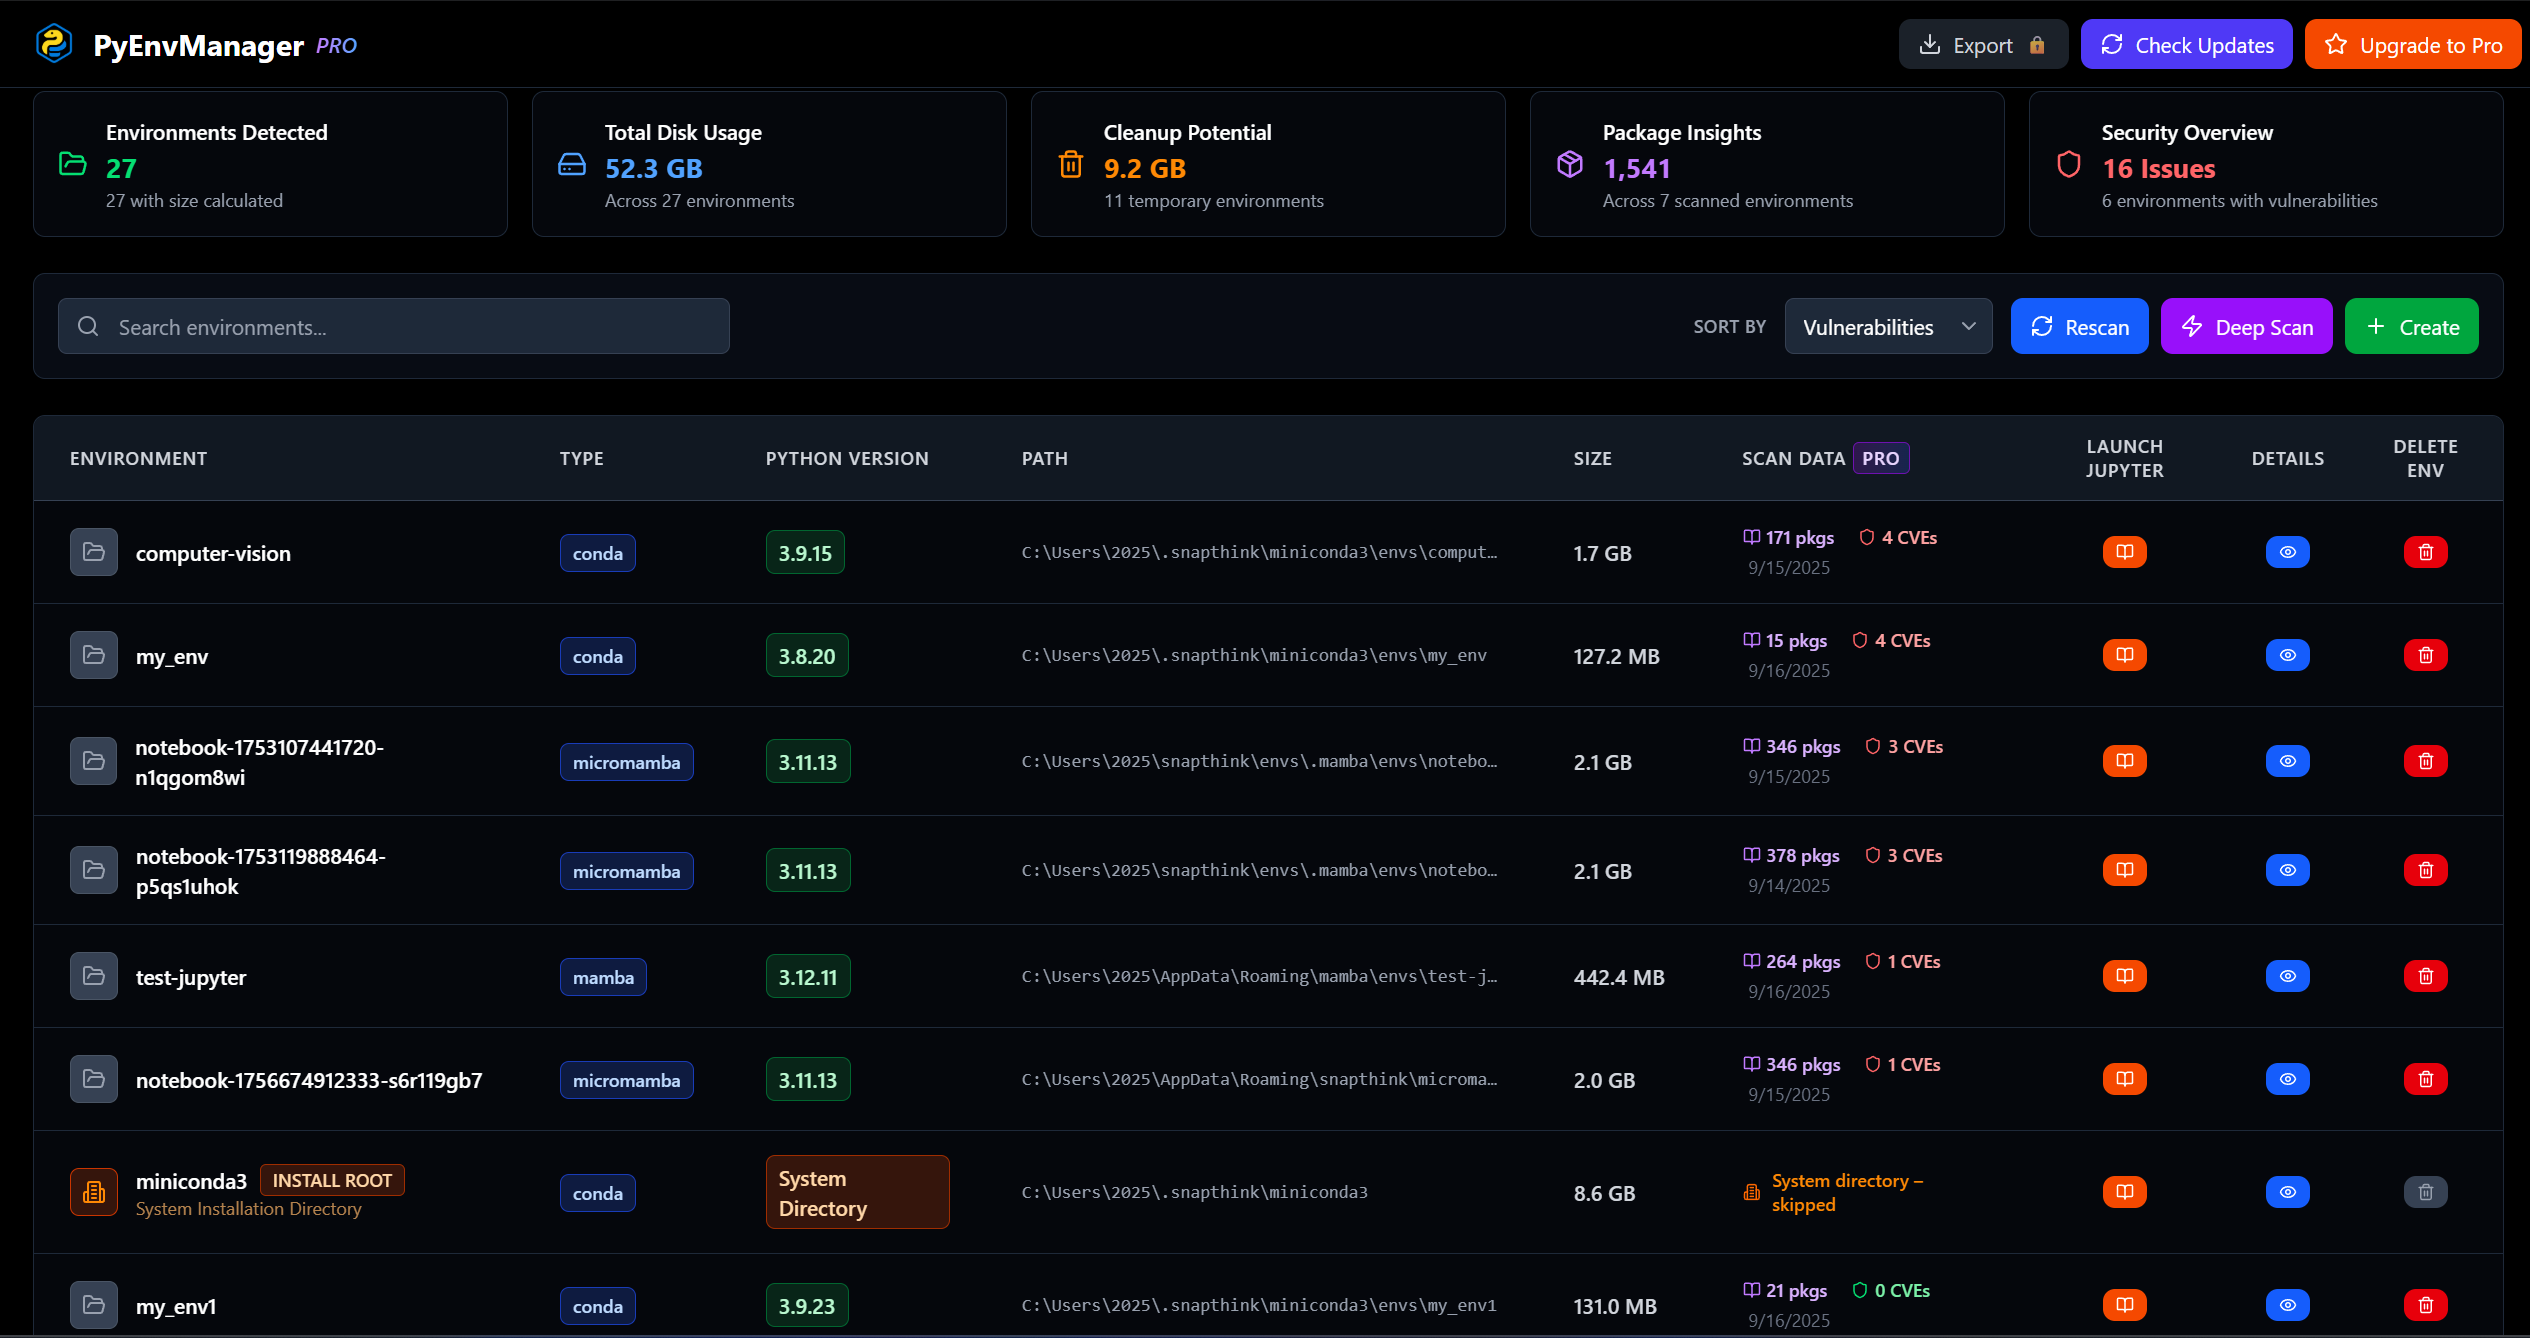 PyEnvManager PRO
Export
Check Updates
Upgrade to Pro
Environments Detected
27
27 with size calculated
Total Disk Usage
52.3 GB
Across 27 environments
Cleanup Potential
9.2 GB
11 temporary environments
Package Insights
1,541
Across 7 scanned environments
Security Overview
16 Issues
6 environments with vulnerabilities
Search environments...
SORT BY
Vulnerabilities
Rescan
Deep Scan
Create
ENVIRONMENT
TYPE
PYTHON VERSION
PATH
SIZE
SCAN DATA PRO
LAUNCH
JUPYTER
DETAILS
DELETE
ENV
computer-vision
conda
3.9.15
C:\Users\2025\.snapthink\miniconda3\envs\comput…
1.7 GB
171 pkgs
4 CVEs
9/15/2025
my_env
conda
3.8.20
C:\Users\2025\.snapthink\miniconda3\envs\my_env
127.2 MB
15 pkgs
4 CVEs
9/16/2025
notebook-1753107441720-
n1qgom8wi
micromamba
3.11.13
C:\Users\2025\snapthink\envs\.mamba\envs\notebo…
2.1 GB
346 pkgs
3 CVEs
9/15/2025
notebook-1753119888464-
p5qs1uhok
micromamba
3.11.13
C:\Users\2025\snapthink\envs\.mamba\envs\notebo…
2.1 GB
378 pkgs
3 CVEs
9/14/2025
test-jupyter
mamba
3.12.11
C:\Users\2025\AppData\Roaming\mamba\envs\test-j…
442.4 MB
264 pkgs
1 CVEs
9/16/2025
notebook-1756674912333-s6r119gb7
micromamba
3.11.13
C:\Users\2025\AppData\Roaming\snapthink\microma…
2.0 GB
346 pkgs
1 CVEs
9/15/2025
miniconda3 INSTALL ROOT
System Installation Directory
conda
System
Directory
C:\Users\2025\.snapthink\miniconda3
8.6 GB
System directory –
skipped
my_env1
conda
3.9.23
C:\Users\2025\.snapthink\miniconda3\envs\my_env1
131.0 MB
21 pkgs
0 CVEs
9/16/2025